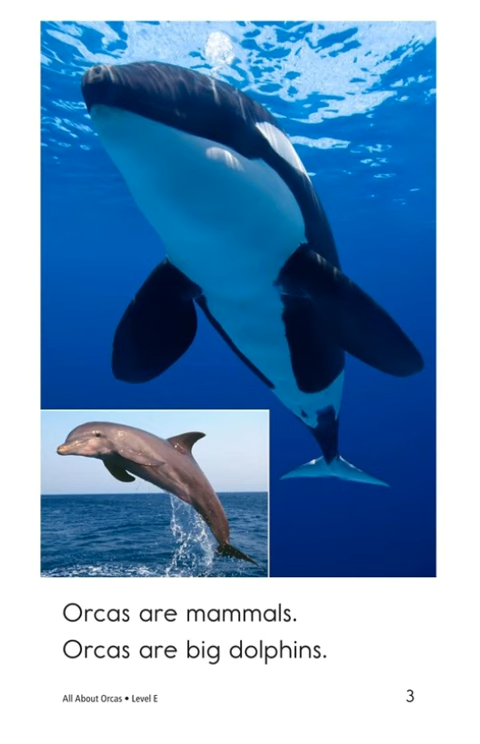 Orcas are mammals.
Orcas are big dolphins.
All About Orcas • Level E
3